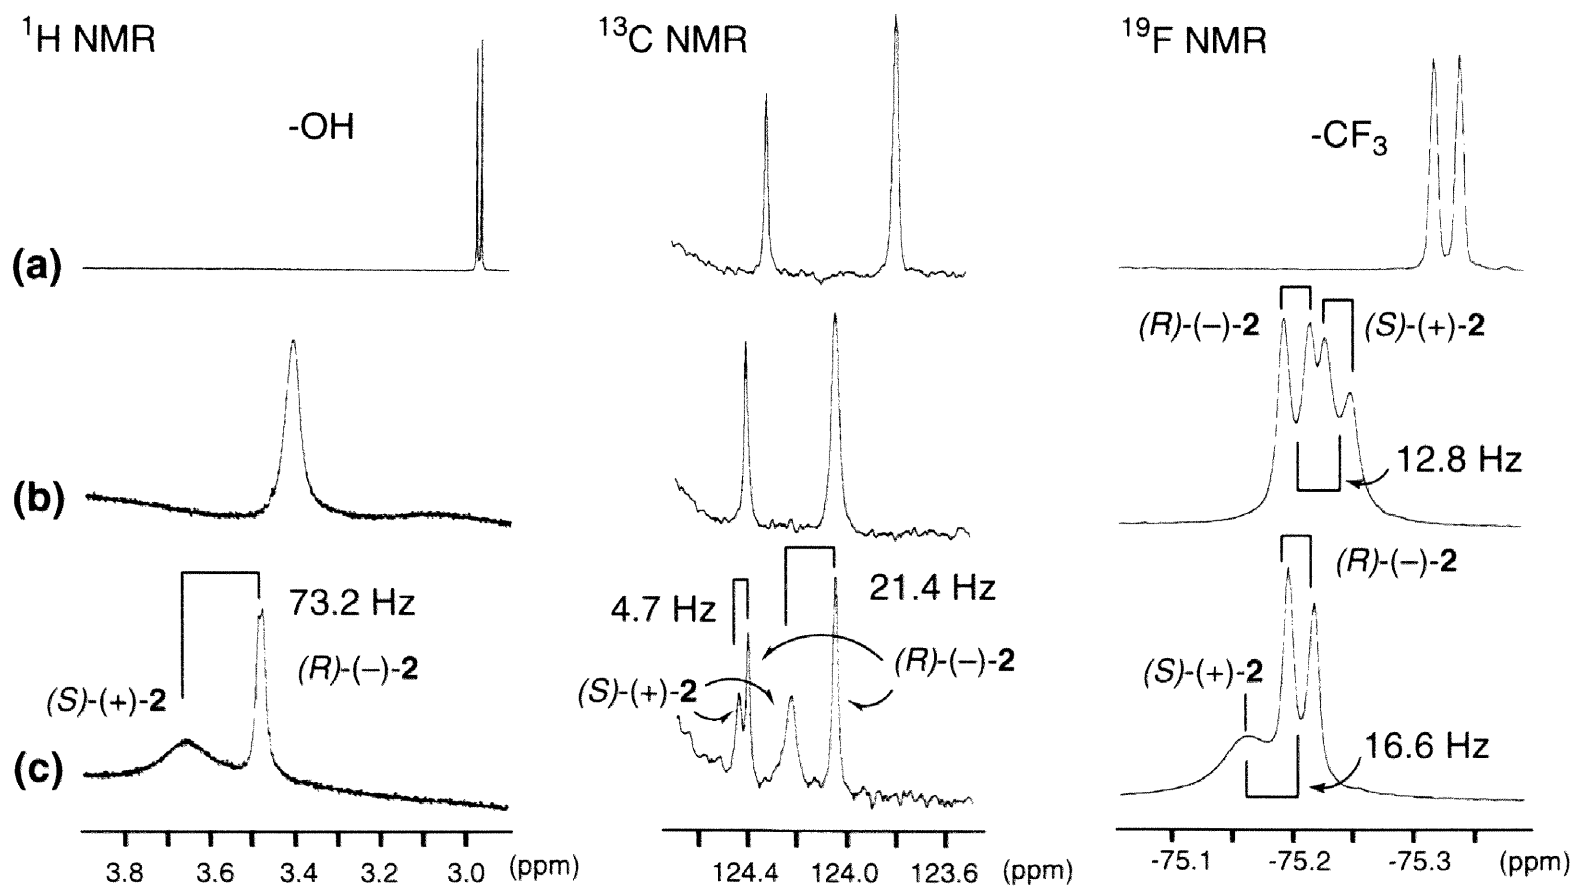 ¹H NMR
¹³C NMR
¹⁹F NMR
-OH
-CF₃
(a)
(R)-(–)-2
(S)-(+)-2
12.8 Hz
(b)
73.2 Hz
(R)-(–)-2
(S)-(+)-2
4.7 Hz
21.4 Hz
(R)-(–)-2
(S)-(+)-2
(R)-(–)-2
(S)-(+)-2
16.6 Hz
(c)
3.8 3.6 3.4 3.2 3.0 (ppm)
124.4 124.0 123.6 (ppm)
-75.1 -75.2 -75.3 (ppm)